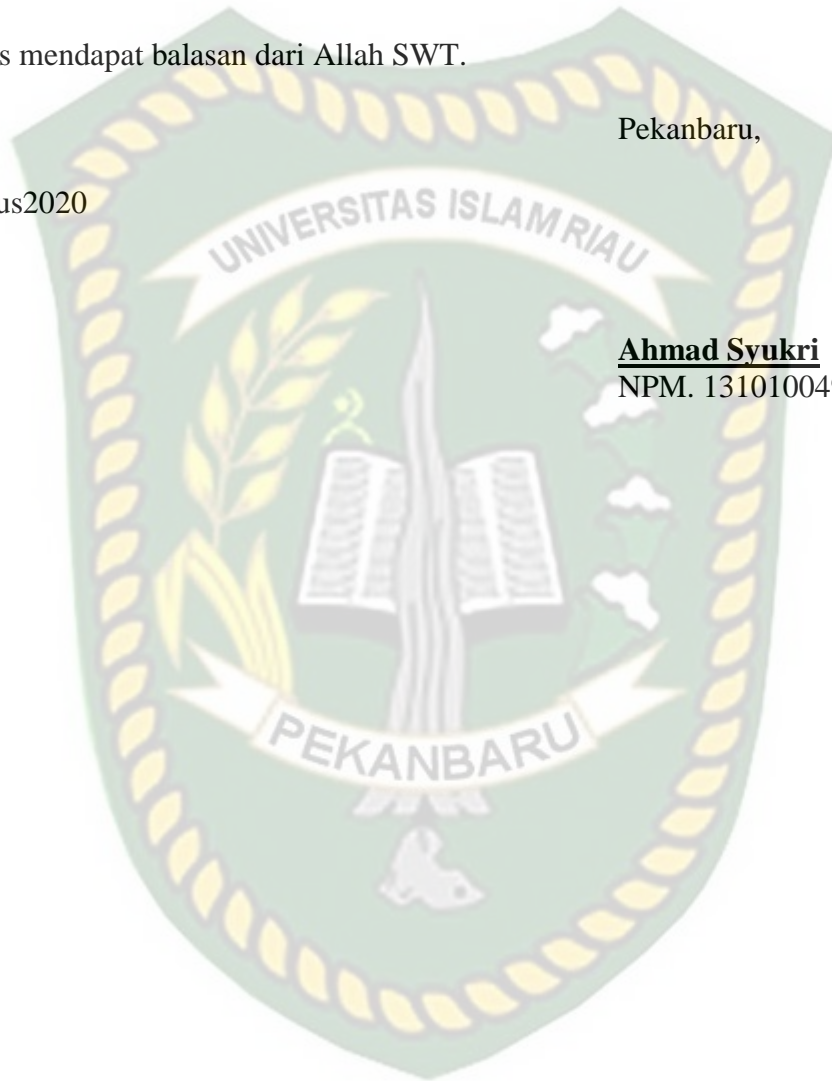 s mendapat balasan dari Allah SWT.
Pekanbaru,
us2020
UNIVERSITAS ISLAM RIAU
Ahmad Syukri
NPM. 131010049
PEKANBARU